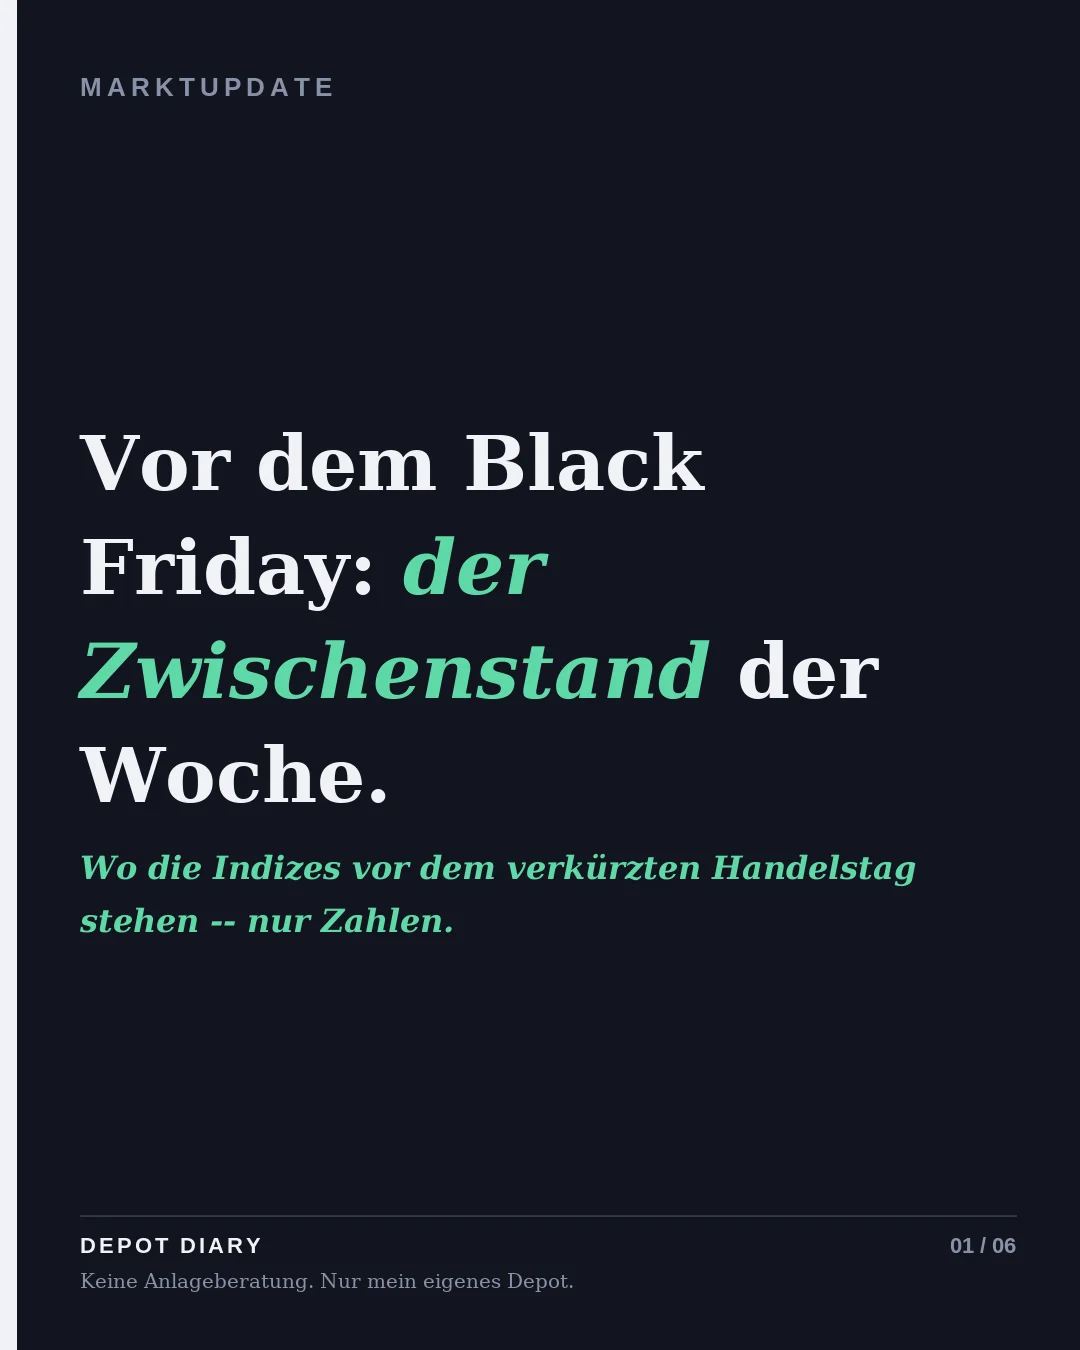 MARKTUPDATE
Vor dem Black
Friday: der
Zwischenstand der
Woche.
Wo die Indizes vor dem verkürzten Handelstag
stehen -- nur Zahlen.
DEPOT DIARY
01 / 06
Keine Anlageberatung. Nur mein eigenes Depot.